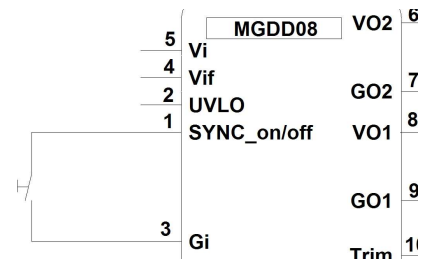 MGDD08
VO2 6
5 Vi
4 Vif
GO2 7
2 UVLO
1 SYNC_on/off
VO1 8
GO1 9
3 Gi
Trim